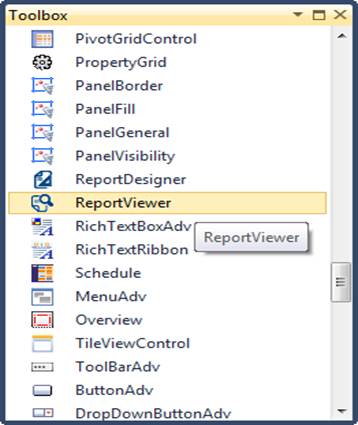 Toolbox
PivotGridControl
PropertyGrid
PanelBorder
PanelFill
PanelGeneral
PanelVisibility
ReportDesigner
ReportViewer
RichTextBoxAdv
ReportViewer
RichTextRibbon
Schedule
MenuAdv
Overview
TileViewControl
ToolBarAdv
ButtonAdv
DropDownButtonAdv